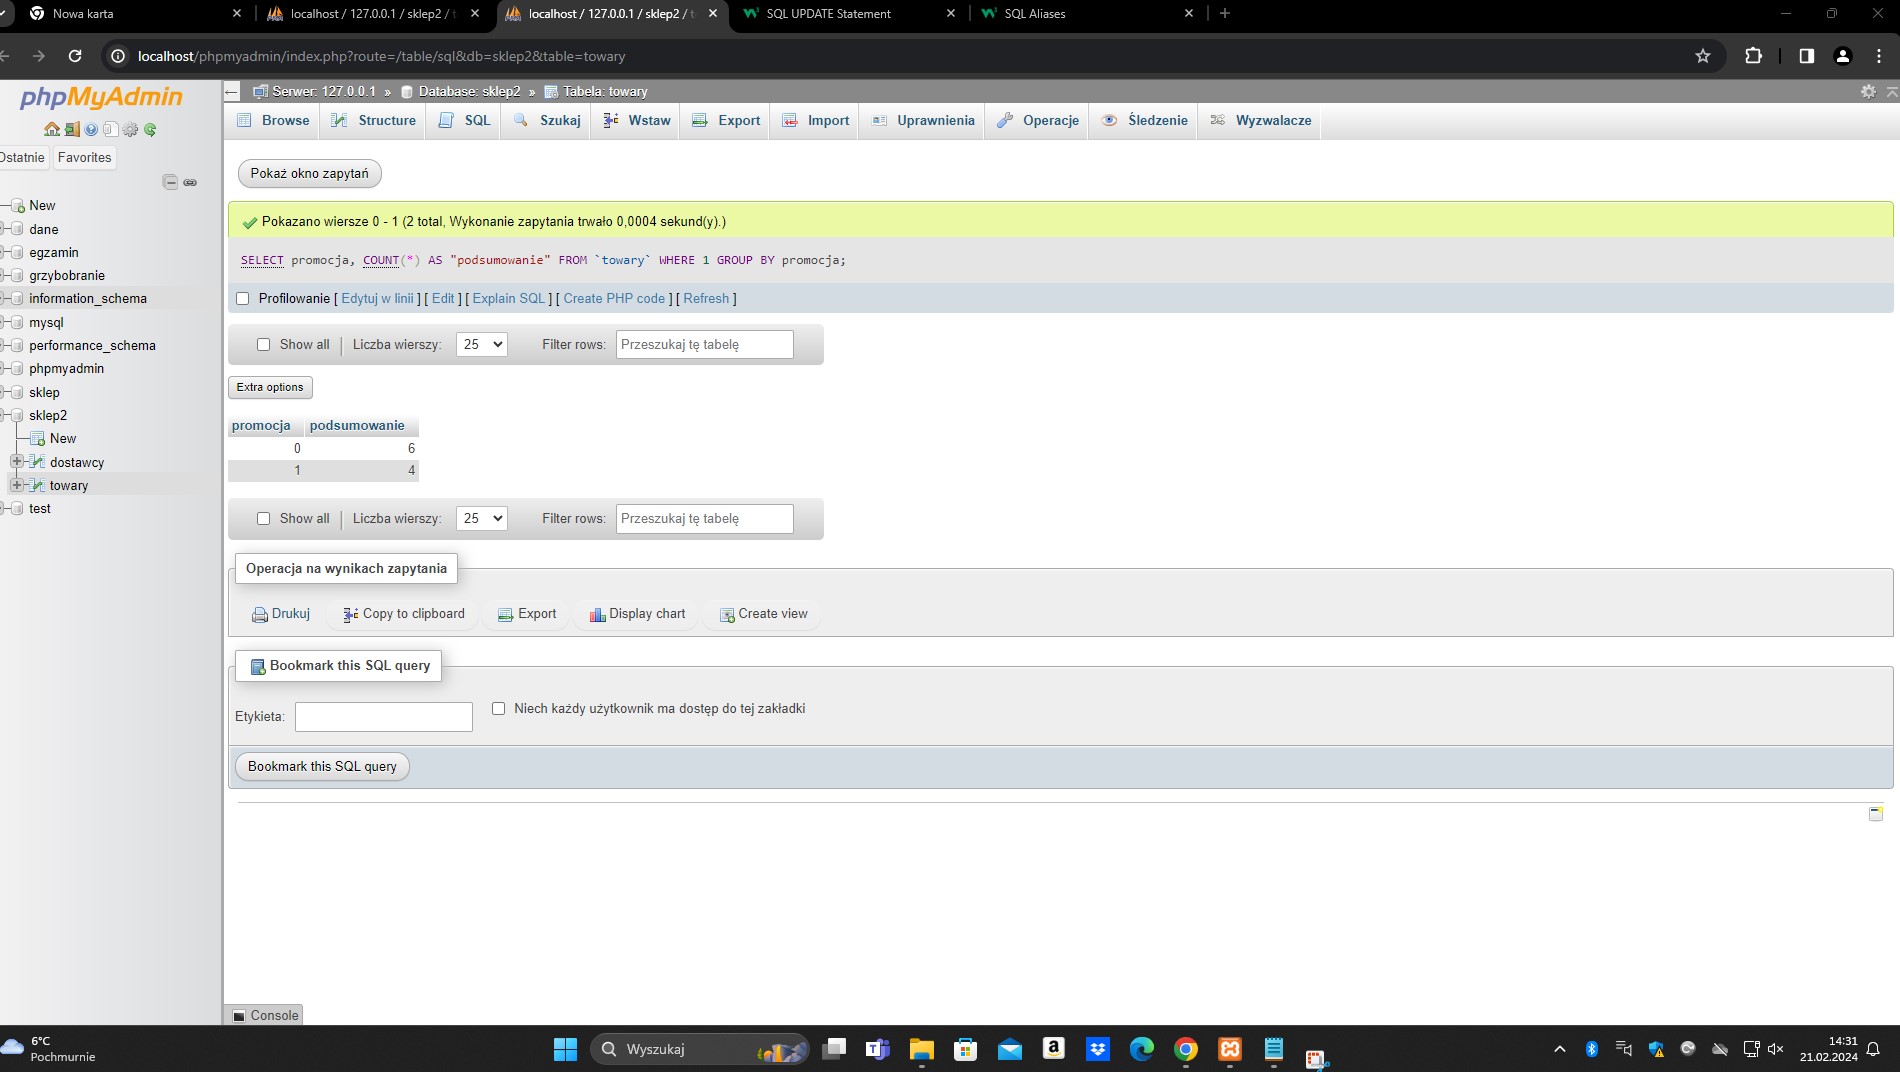 Nowa karta
localhost / 127.0.0.1 / sklep2 / t
localhost / 127.0.0.1 / sklep2 / t
SQL UPDATE Statement
SQL Aliases
localhost/phpmyadmin/index.php?route=/table/sql&db=sklep2&table=towary
phpMyAdmin
Ostatnie
Favorites
New
dane
egzamin
grzybobranie
information_schema
mysql
performance_schema
phpmyadmin
sklep
sklep2
New
dostawcy
towary
test
Serwer: 127.0.0.1 » Database: sklep2 » Tabela: towary
Browse
Structure
SQL
Szukaj
Wstaw
Export
Import
Uprawnienia
Operacje
Śledzenie
Wyzwalacze
Pokaż okno zapytań
Pokazano wiersze 0 - 1 (2 total, Wykonanie zapytania trwało 0,0004 sekund(y).)
SELECT promocja, COUNT(*) AS "podsumowanie" FROM `towary` WHERE 1 GROUP BY promocja;
Profilowanie [ Edytuj w linii ] [ Edit ] [ Explain SQL ] [ Create PHP code ] [ Refresh ]
Show all
Liczba wierszy:
25
Filter rows:
Przeszukaj tę tabelę
Extra options
promocja podsumowanie
0 6
1 4
Show all
Liczba wierszy:
25
Filter rows:
Przeszukaj tę tabelę
Operacja na wynikach zapytania
Drukuj
Copy to clipboard
Export
Display chart
Create view
Bookmark this SQL query
Etykieta:
Niech każdy użytkownik ma dostęp do tej zakładki
Bookmark this SQL query
Console
6°C
Pochmurnie
Wyszukaj
14:31
21.02.2024